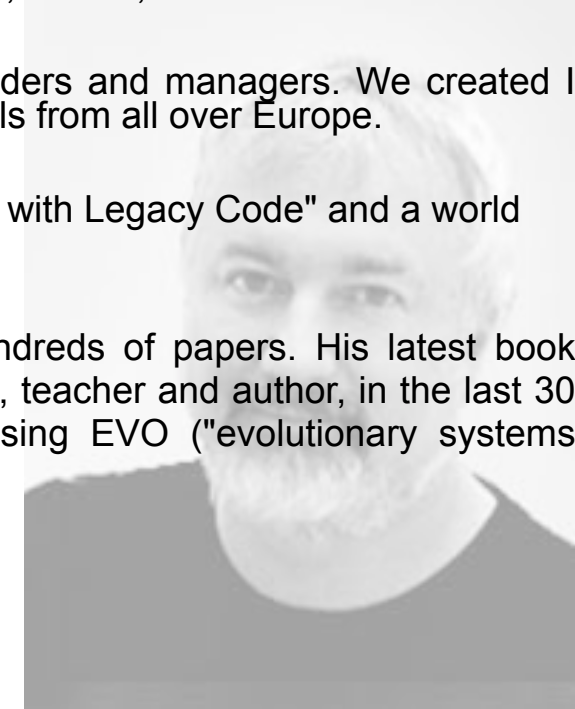 ders and managers. We created I
ls from all over Europe.
with Legacy Code" and a world
ndreds of papers. His latest book
, teacher and author, in the last 30
sing EVO ("evolutionary systems